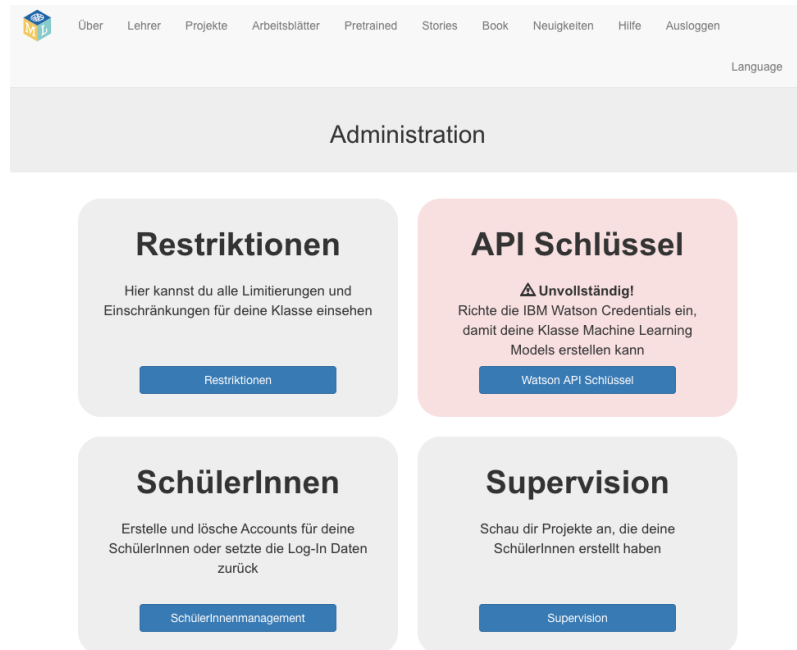 ML
Über Lehrer Projekte Arbeitsblätter Pretrained Stories Book Neuigkeiten Hilfe Ausloggen
Language
Administration
Restriktionen
Hier kannst du alle Limitierungen und
Einschränkungen für deine Klasse einsehen
Restriktionen
API Schlüssel
Unvollständig!
Richte die IBM Watson Credentials ein,
damit deine Klasse Machine Learning
Models erstellen kann
Watson API Schlüssel
SchülerInnen
Erstelle und lösche Accounts für deine
SchülerInnen oder setzte die Log-In Daten
zurück
SchülerInnenmanagement
Supervision
Schau dir Projekte an, die deine
SchülerInnen erstellt haben
Supervision